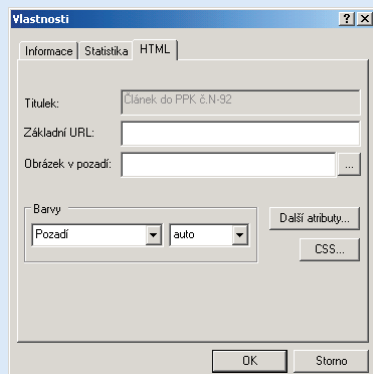 Vlastnosti
Informace Statistika HTML
Titulek: Článek do PPK č.N-92
Základní URL:
Obrázek v pozadí: ...
Barvy
Pozadí auto
Další atributy...
CSS...
OK Storno